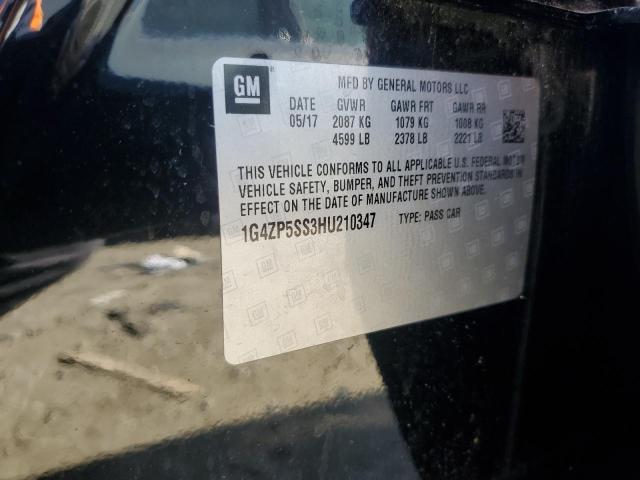 GM
MFD BY GENERAL MOTORS LLC
DATE GVWR GAWR FRT GAWR RR
05/17 2087 KG 1079 KG 1008 KG
4599 LB 2378 LB 2221 LB
THIS VEHICLE CONFORMS TO ALL APPLICABLE U.S. FEDERAL MOTOR
VEHICLE SAFETY, BUMPER, AND THEFT PREVENTION STANDARDS IN
EFFECT ON THE DATE OF MANUFACTURE SHOWN ABOVE.
1G4ZP5SS3HU210347 TYPE: PASS CAR